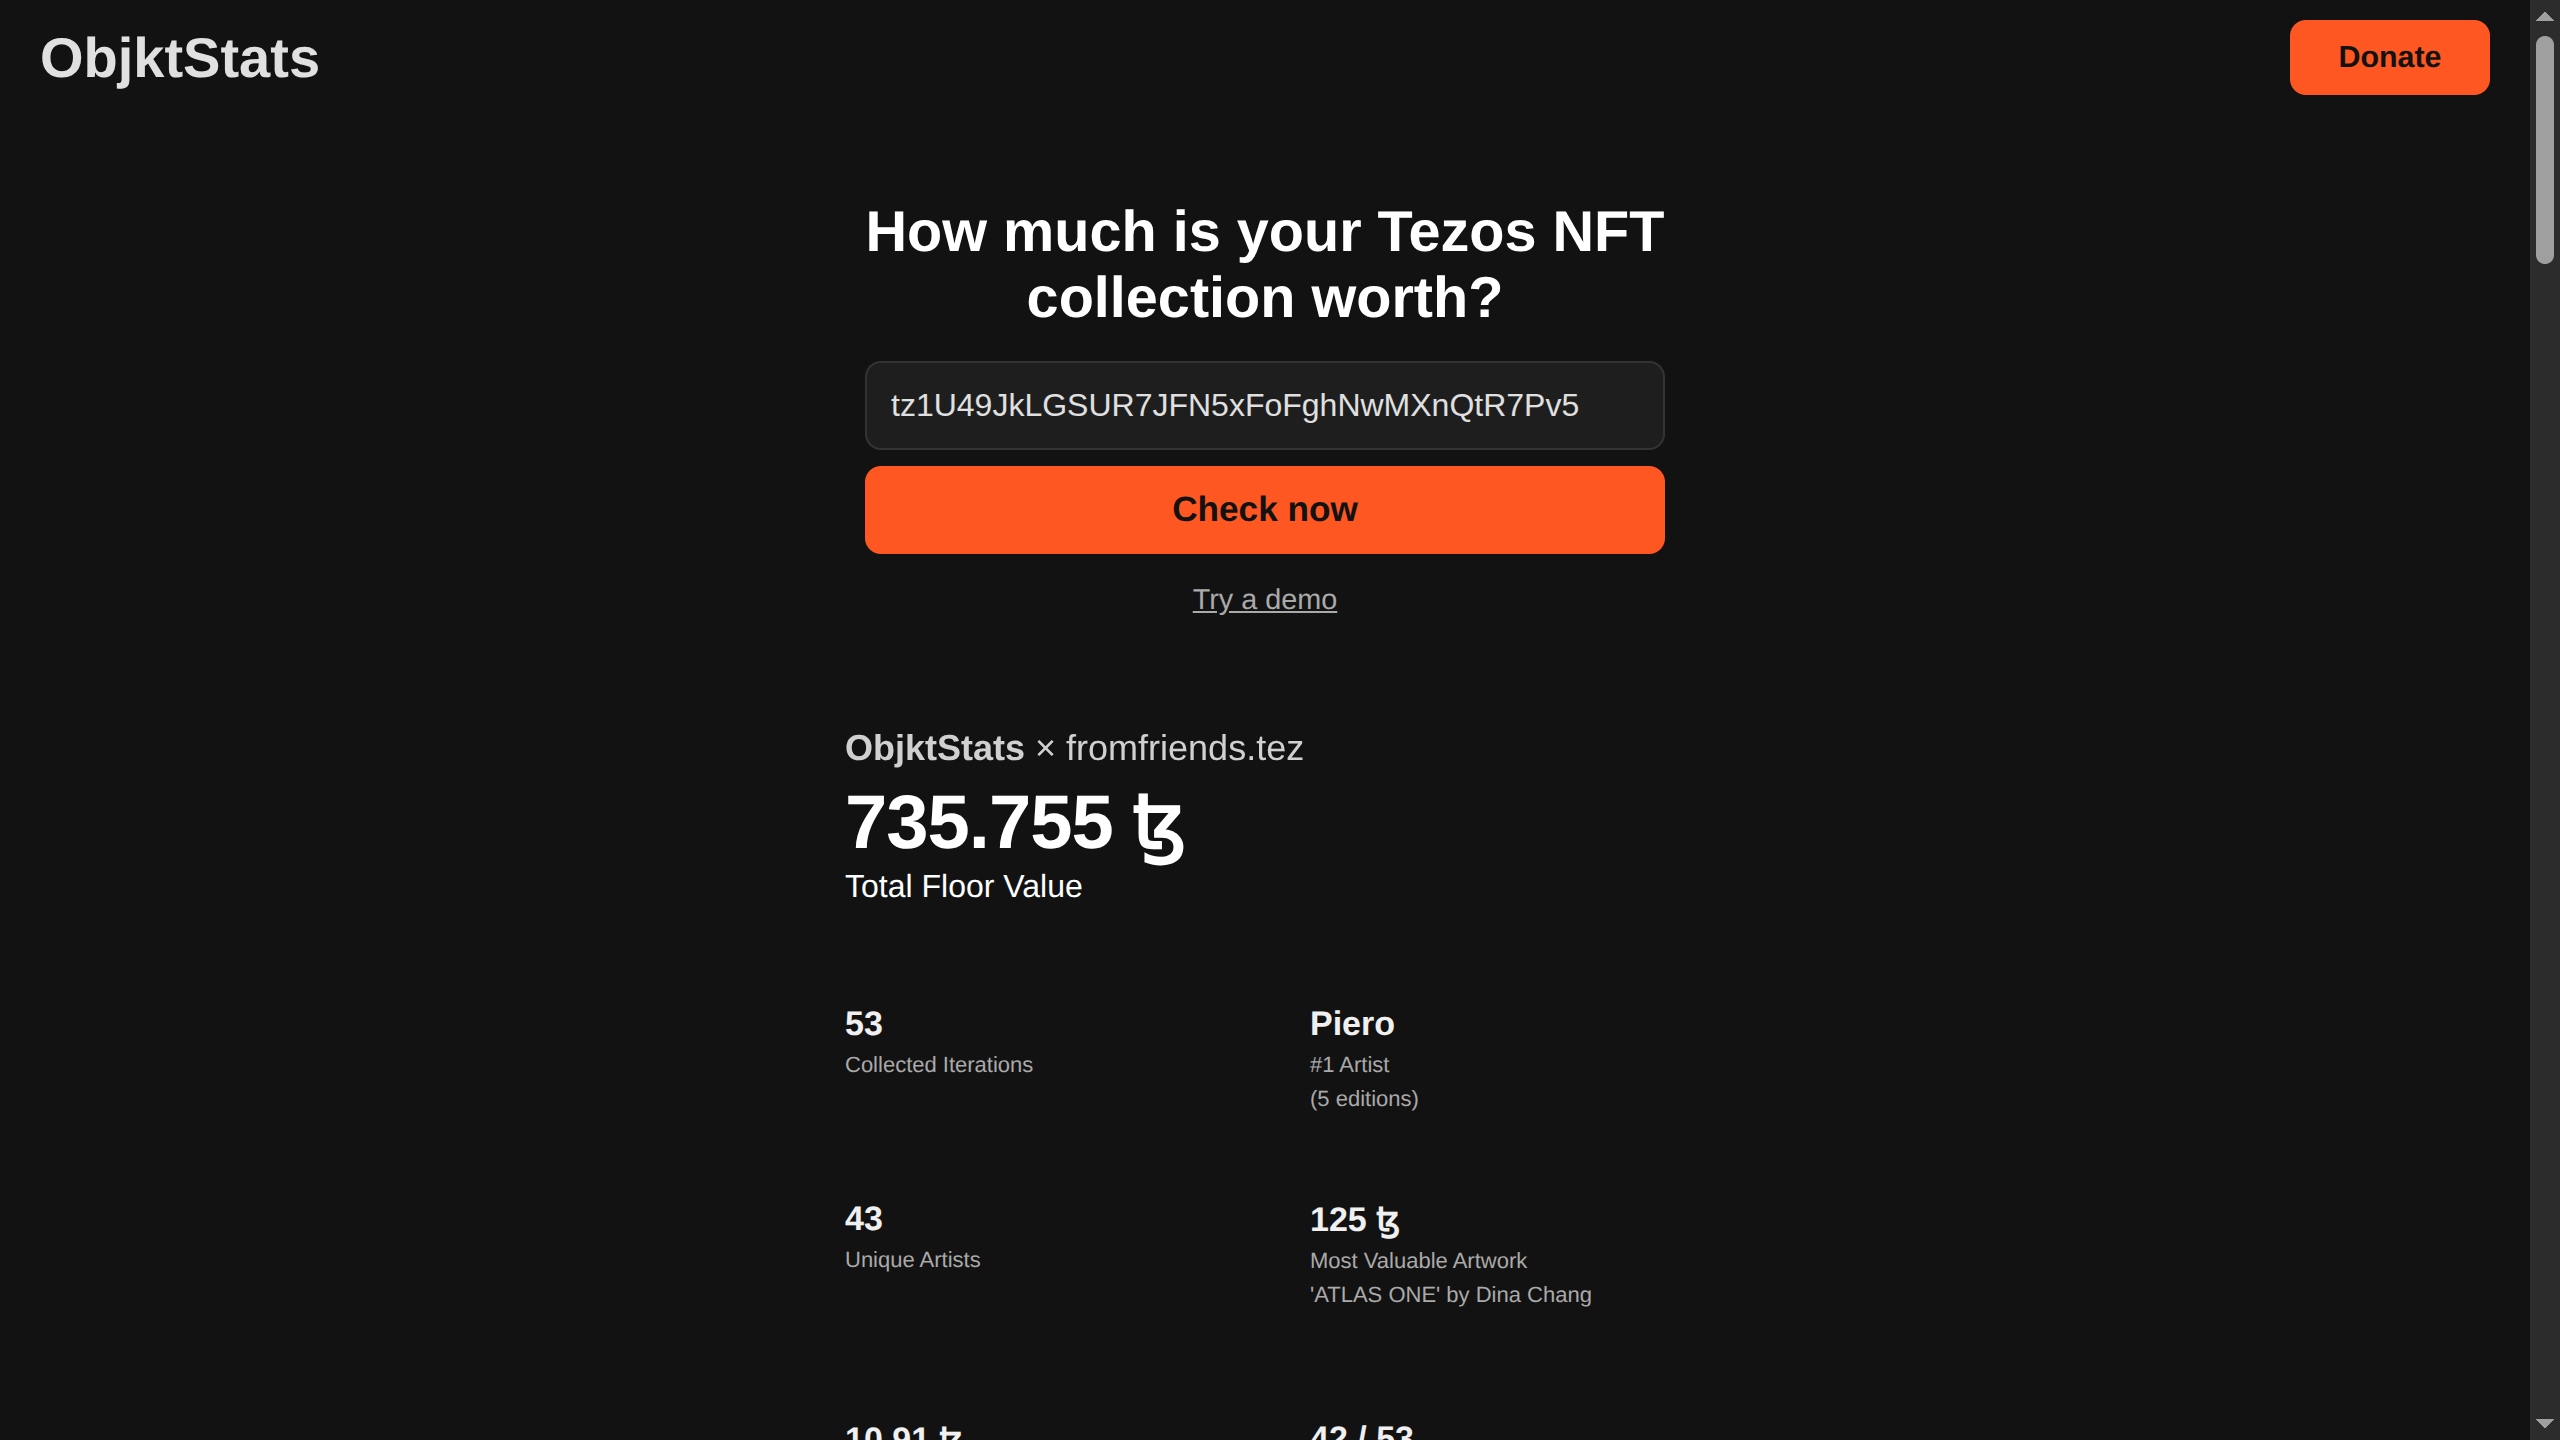 ObjktStats
Donate
How much is your Tezos NFT
collection worth?
tz1U49JkLGSUR7JFN5xFoFghNwMXnQtR7Pv5
Check now
Try a demo
ObjktStats × fromfriends.tez
735.755 ꜩ
Total Floor Value
53
Collected Iterations
Piero
#1 Artist
(5 editions)
43
Unique Artists
125 ꜩ
Most Valuable Artwork
'ATLAS ONE' by Dina Chang
10.91 ꜩ
42 / 53